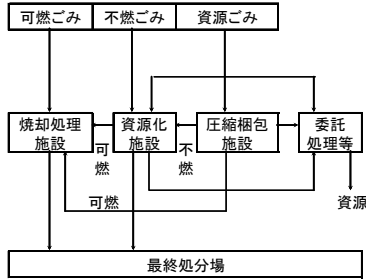 可燃ごみ 不燃ごみ 資源ごみ
焼却処理 資源化 圧縮梱包 委託
施設 施設 施設 処理等
可燃 不燃
可燃 資源
最終処分場